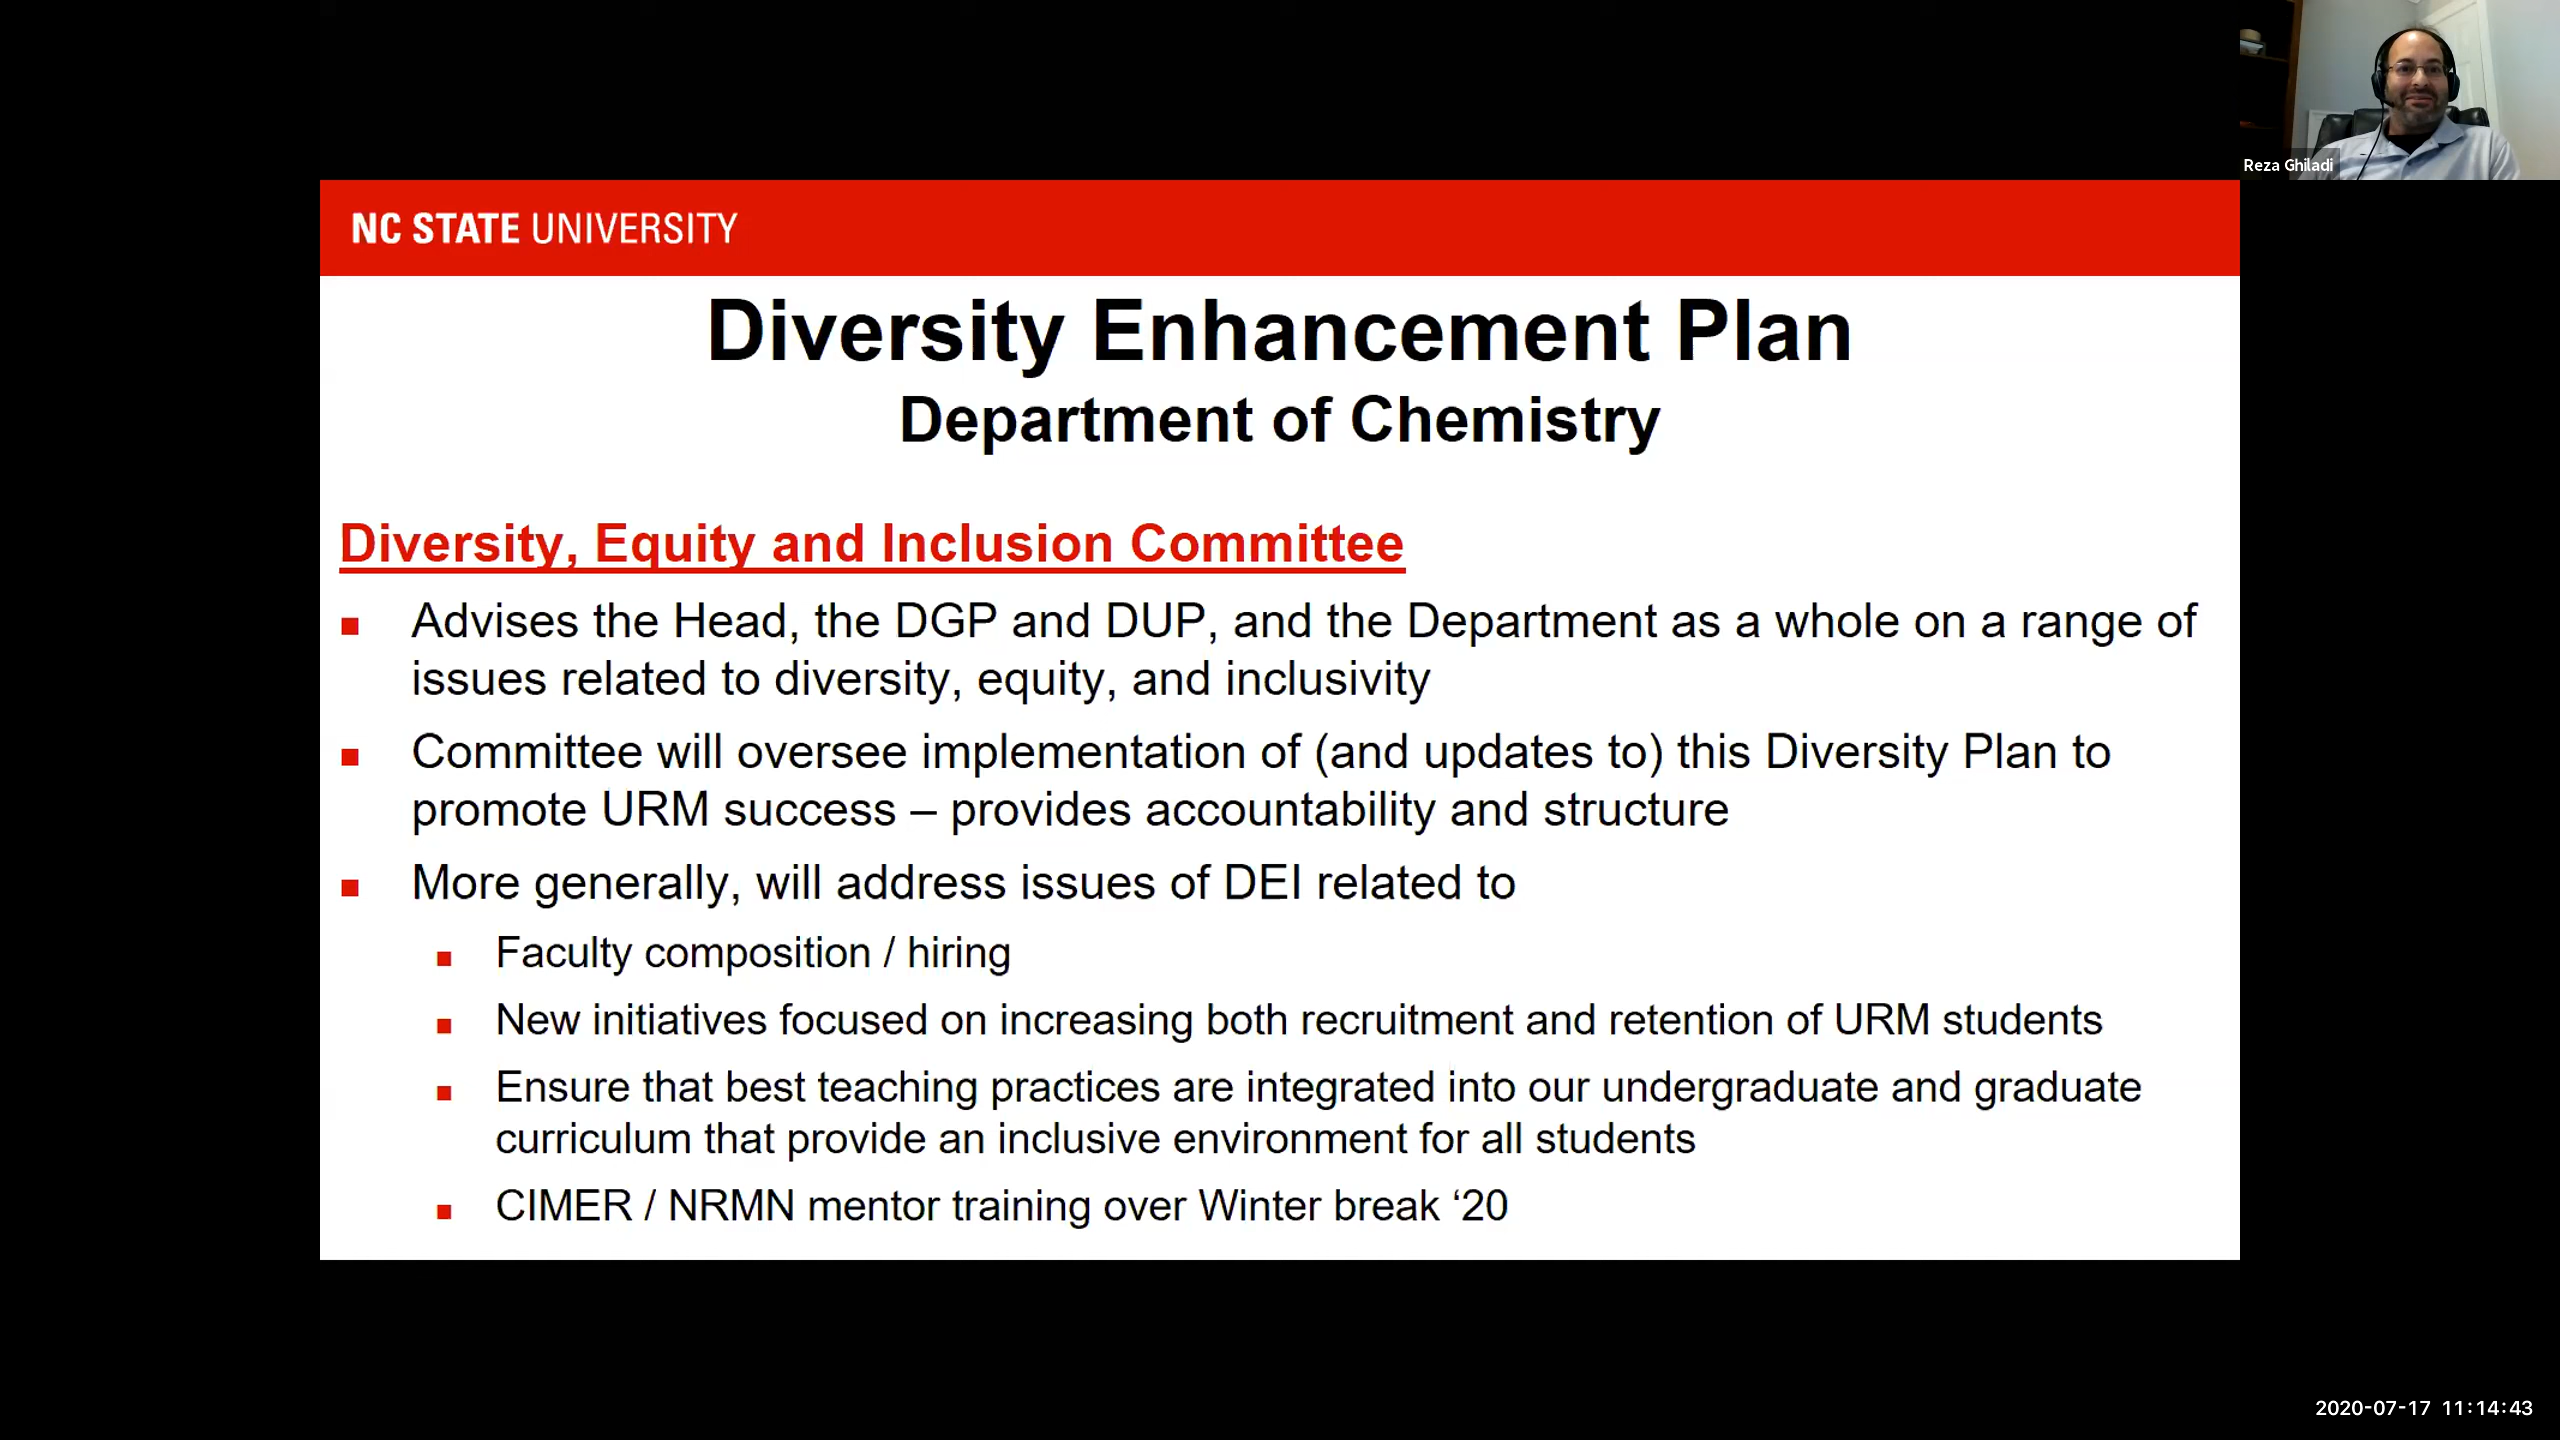 Reza Ghiladi
NC STATE UNIVERSITY
Diversity Enhancement Plan
Department of Chemistry
Diversity, Equity and Inclusion Committee
Advises the Head, the DGP and DUP, and the Department as a whole on a range of
issues related to diversity, equity, and inclusivity
Committee will oversee implementation of (and updates to) this Diversity Plan to
promote URM success – provides accountability and structure
More generally, will address issues of DEI related to
Faculty composition / hiring
New initiatives focused on increasing both recruitment and retention of URM students
Ensure that best teaching practices are integrated into our undergraduate and graduate
curriculum that provide an inclusive environment for all students
CIMER / NRMN mentor training over Winter break ‘20
2020-07-17 11:14:43